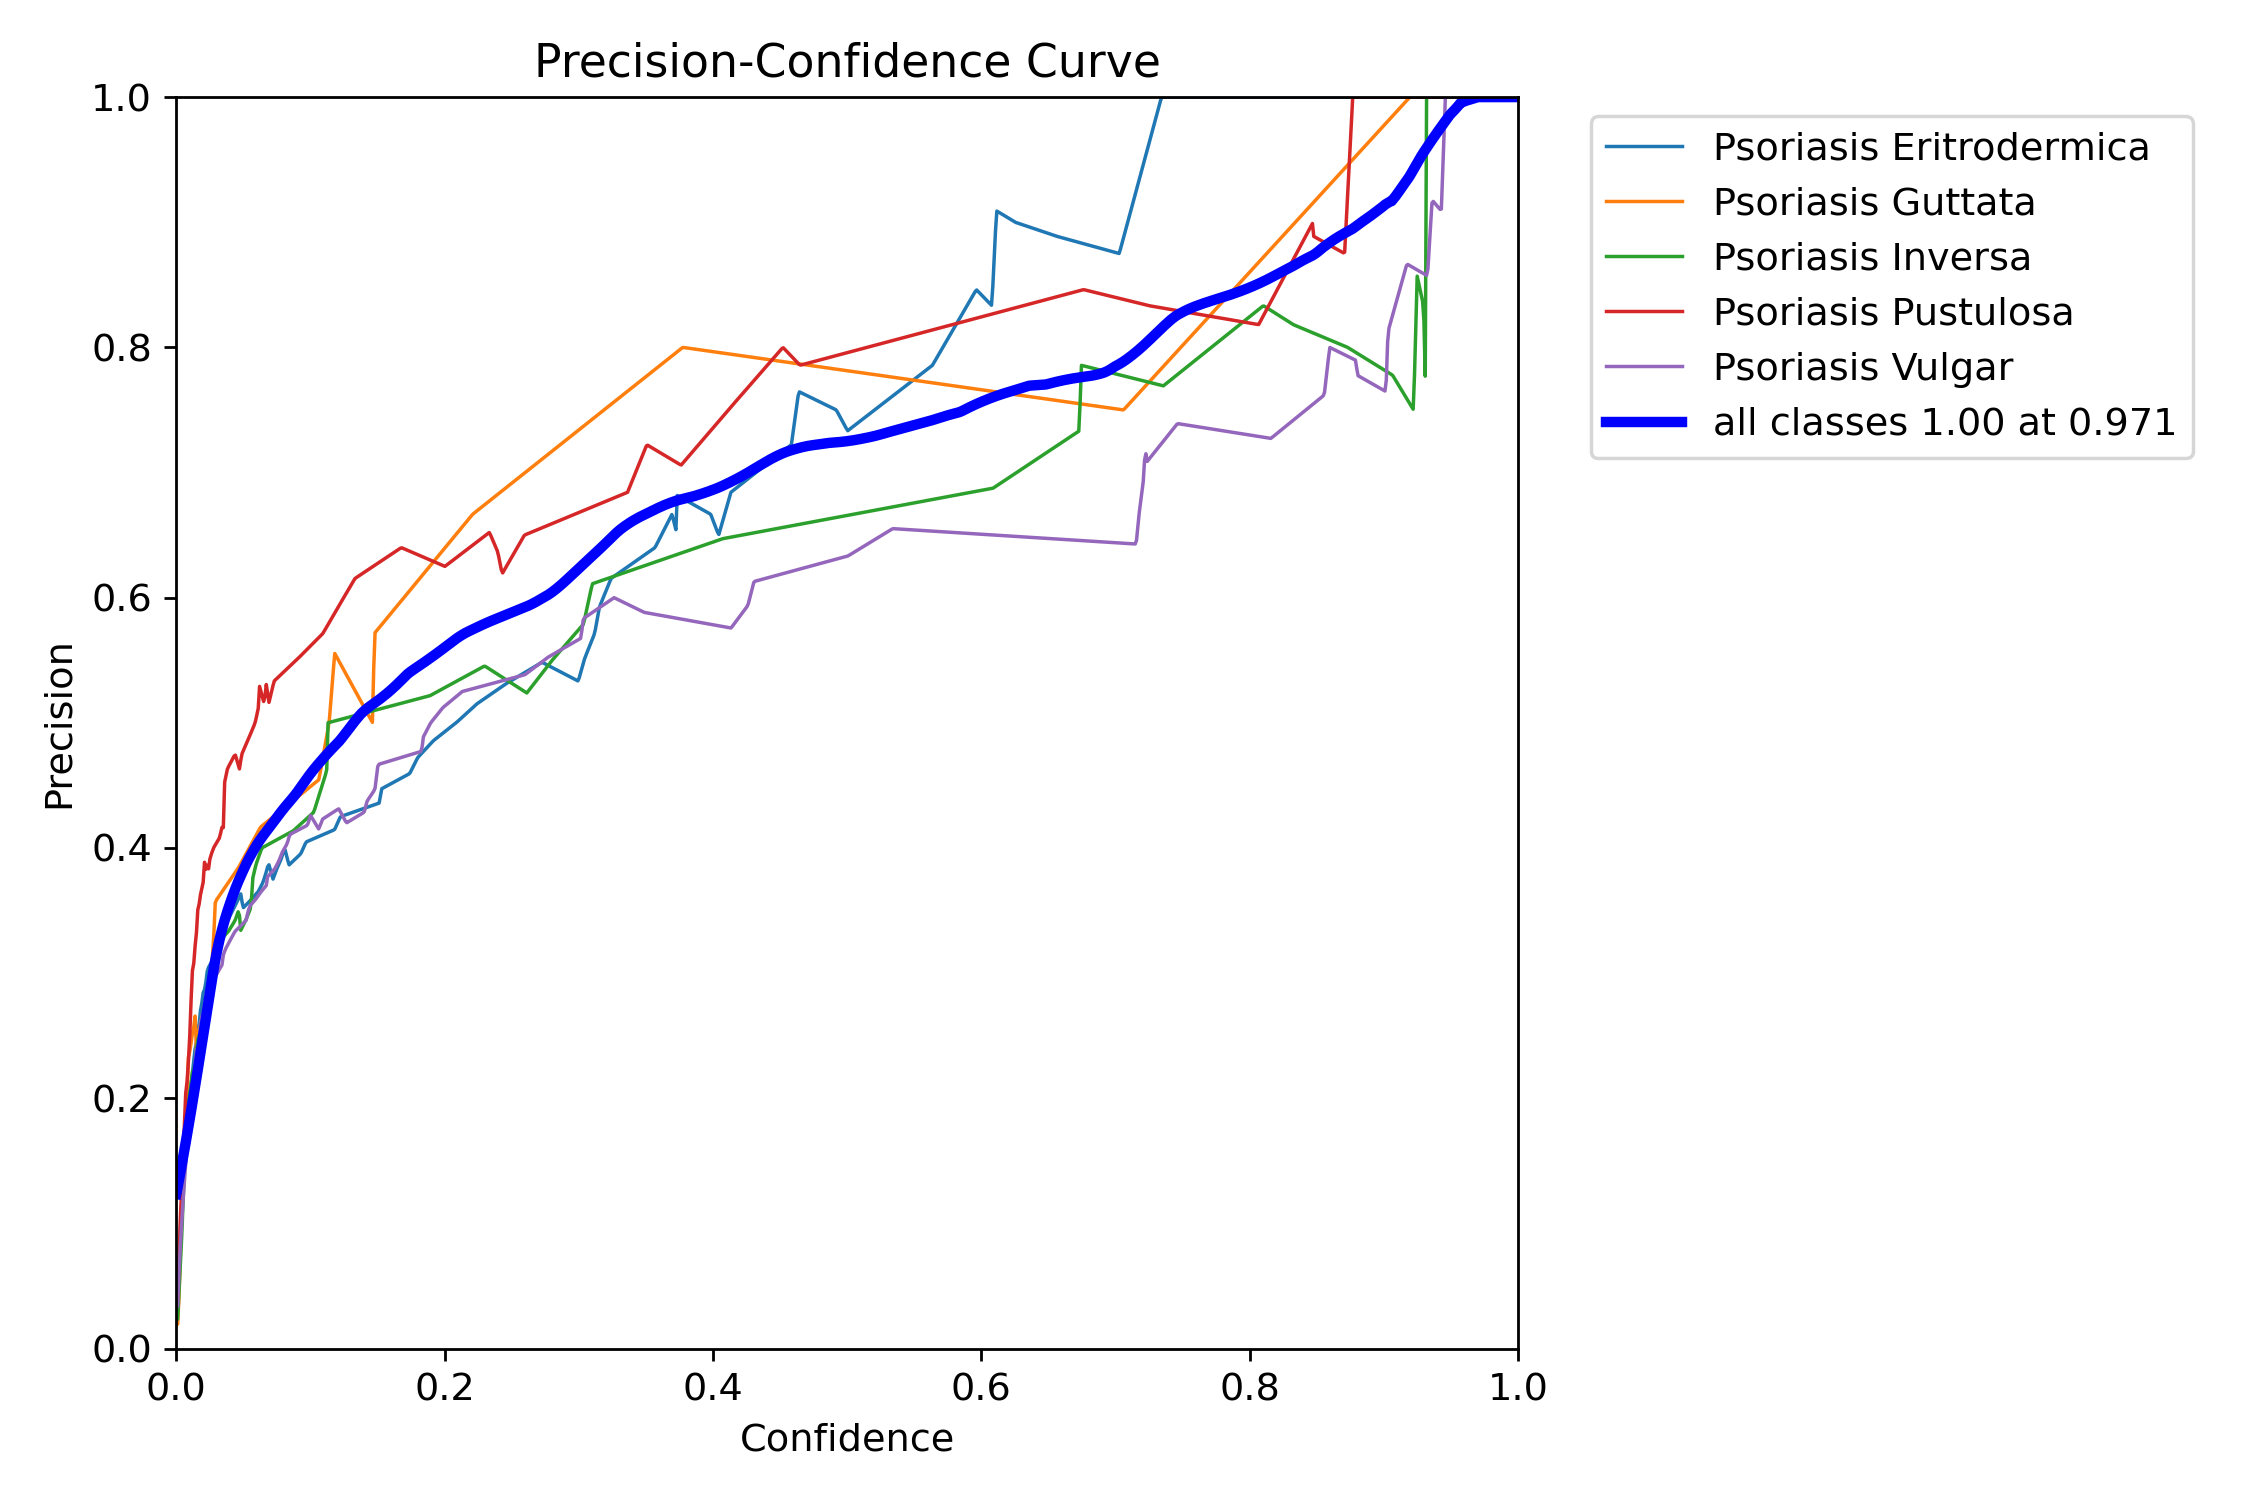 Precision-Confidence Curve
1.0
0.8
0.6
0.4
0.2
0.0
Precision
0.0 0.2 0.4 0.6 0.8 1.0
Confidence
Psoriasis Eritrodermica
Psoriasis Guttata
Psoriasis Inversa
Psoriasis Pustulosa
Psoriasis Vulgar
all classes 1.00 at 0.971